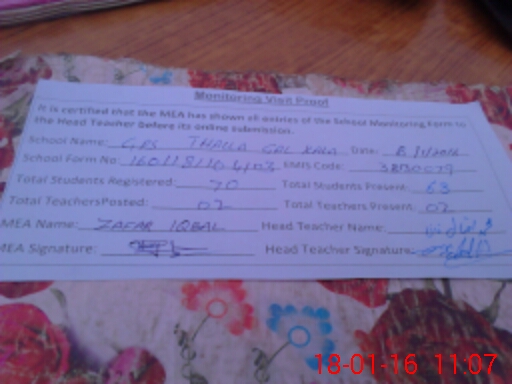 Monitoring Visit Proof
It is certified that the MEA has shown all entries of the School Monitoring Form to
the Head Teacher before its online submission.
School Name: GPS THALLA GAL KALA Date:
School Form No: EMIS Code:
Total Students Registered: 70 Total Students Present: 63
Total Teachers Posted: 02 Total Teachers Present: 02
MEA Name: ZAFAR IQBAL Head Teacher Name:
MEA Signature: Head Teacher Signature:
18-01-16 11:07